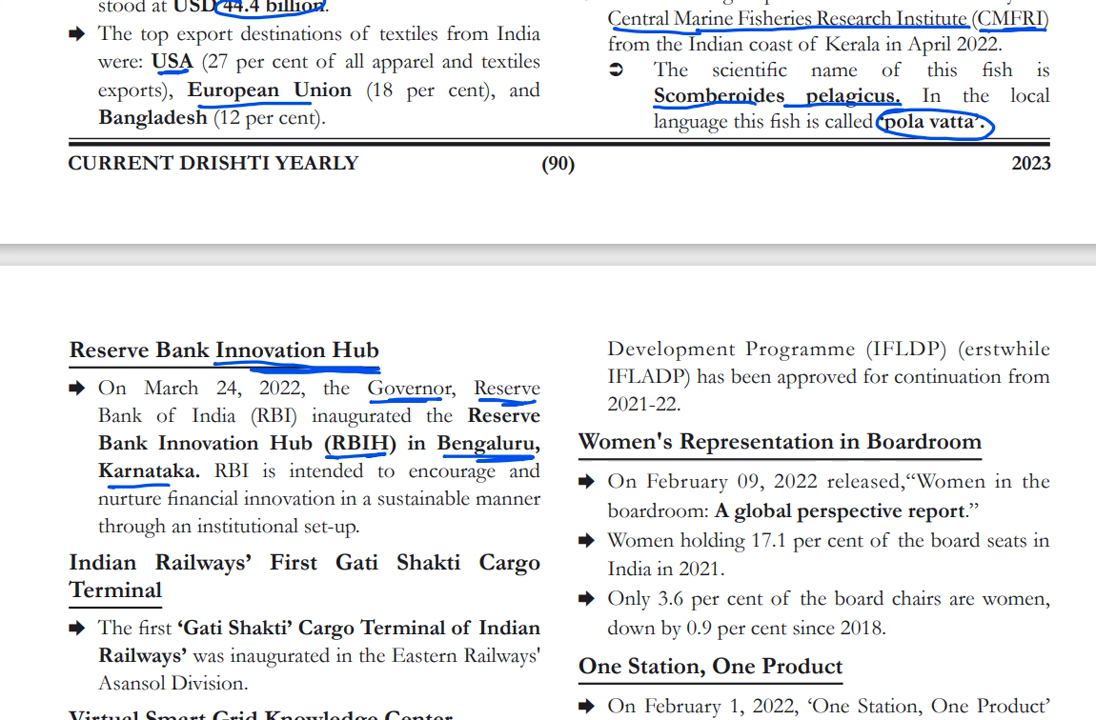 stood at USD 44.4 billion.
➡ The top export destinations of textiles from India
were: USA (27 per cent of all apparel and textiles
exports), European Union (18 per cent), and
Bangladesh (12 per cent).
Central Marine Fisheries Research Institute (CMFRI)
from the Indian coast of Kerala in April 2022.
➲ The scientific name of this fish is
Scomberoides pelagicus. In the local
language this fish is called ‘pola vatta’.
CURRENT DRISHTI YEARLY (90) 2023
Reserve Bank Innovation Hub
➡ On March 24, 2022, the Governor, Reserve
Bank of India (RBI) inaugurated the Reserve
Bank Innovation Hub (RBIH) in Bengaluru,
Karnataka. RBI is intended to encourage and
nurture financial innovation in a sustainable manner
through an institutional set-up.
Indian Railways’ First Gati Shakti Cargo
Terminal
➡ The first ‘Gati Shakti’ Cargo Terminal of Indian
Railways’ was inaugurated in the Eastern Railways'
Asansol Division.
Virtual Smart Grid Knowledge Center
Development Programme (IFLDP) (erstwhile
IFLADP) has been approved for continuation from
2021-22.
Women's Representation in Boardroom
➡ On February 09, 2022 released,“Women in the
boardroom: A global perspective report.”
➡ Women holding 17.1 per cent of the board seats in
India in 2021.
➡ Only 3.6 per cent of the board chairs are women,
down by 0.9 per cent since 2018.
One Station, One Product
➡ On February 1, 2022, ‘One Station, One Product’